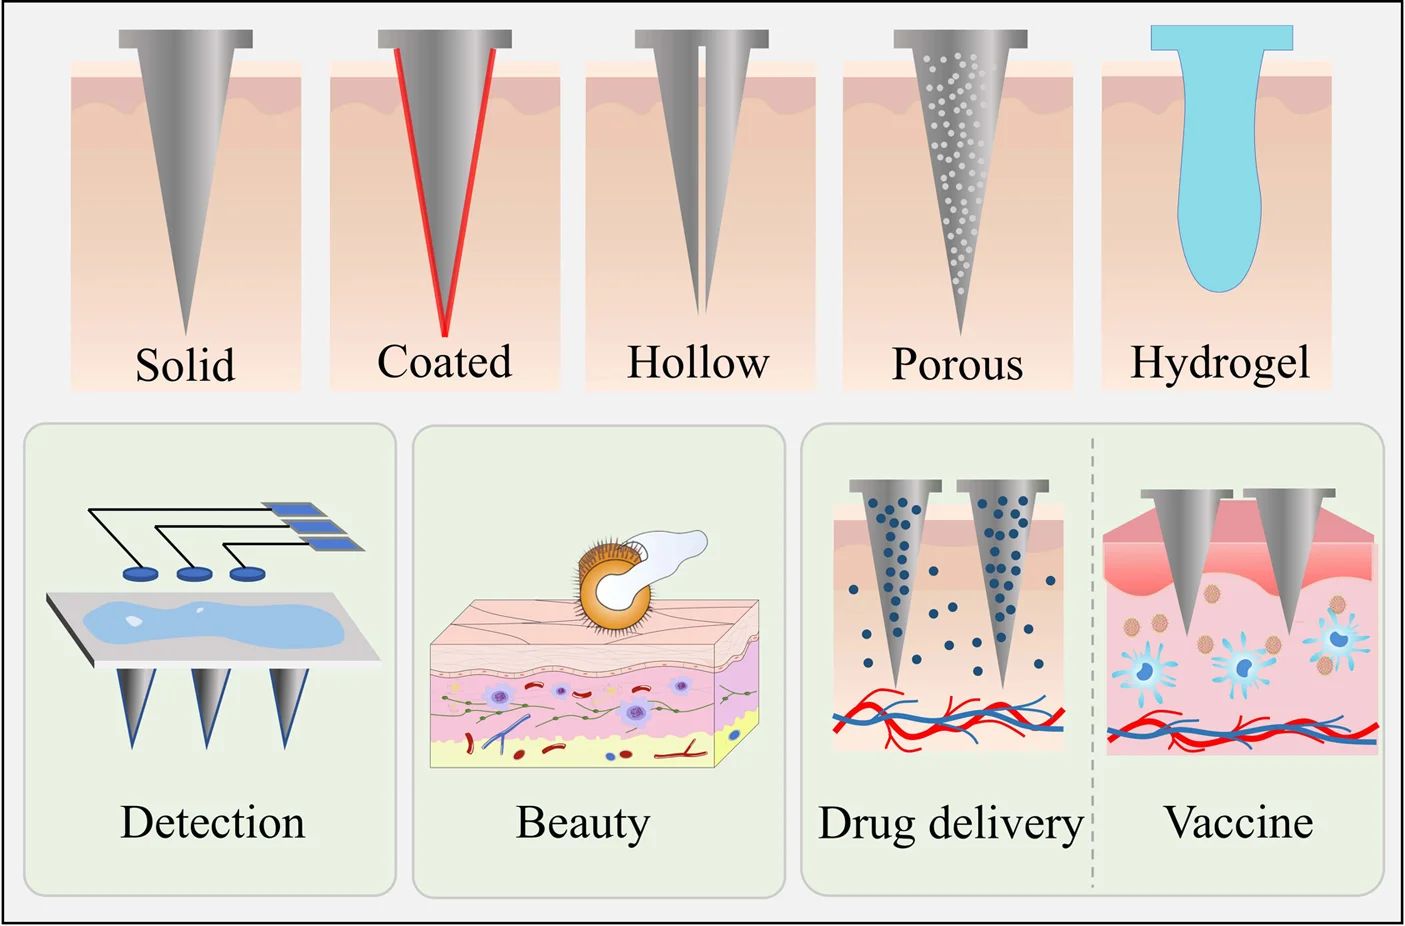 Solid
Coated
Hollow
Porous
Hydrogel
Detection
Beauty
Drug delivery
Vaccine